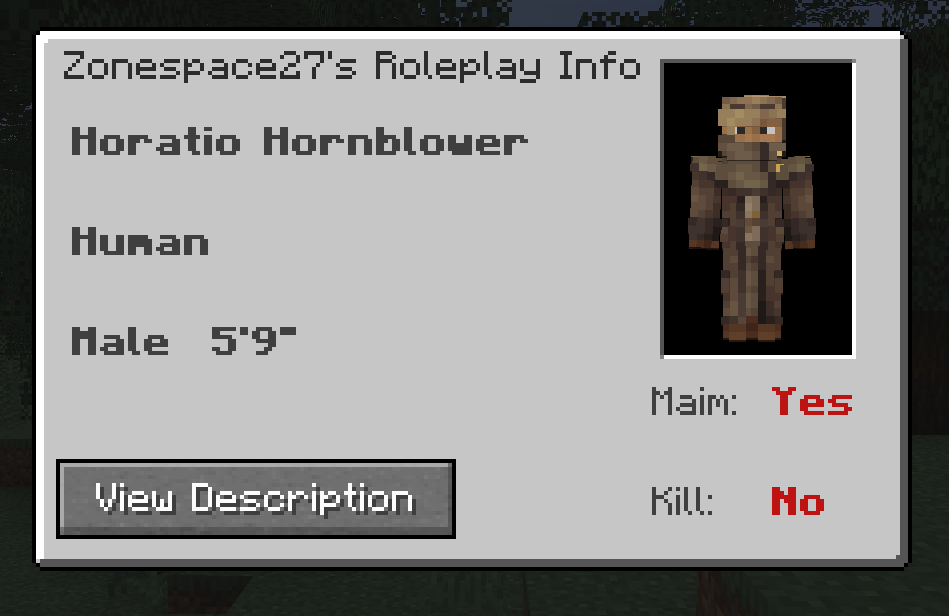 Zonespace27's Roleplay Info
Horatio Hornblower
Human
Male 5'9"
Maim: Yes
View Description
Kill: No